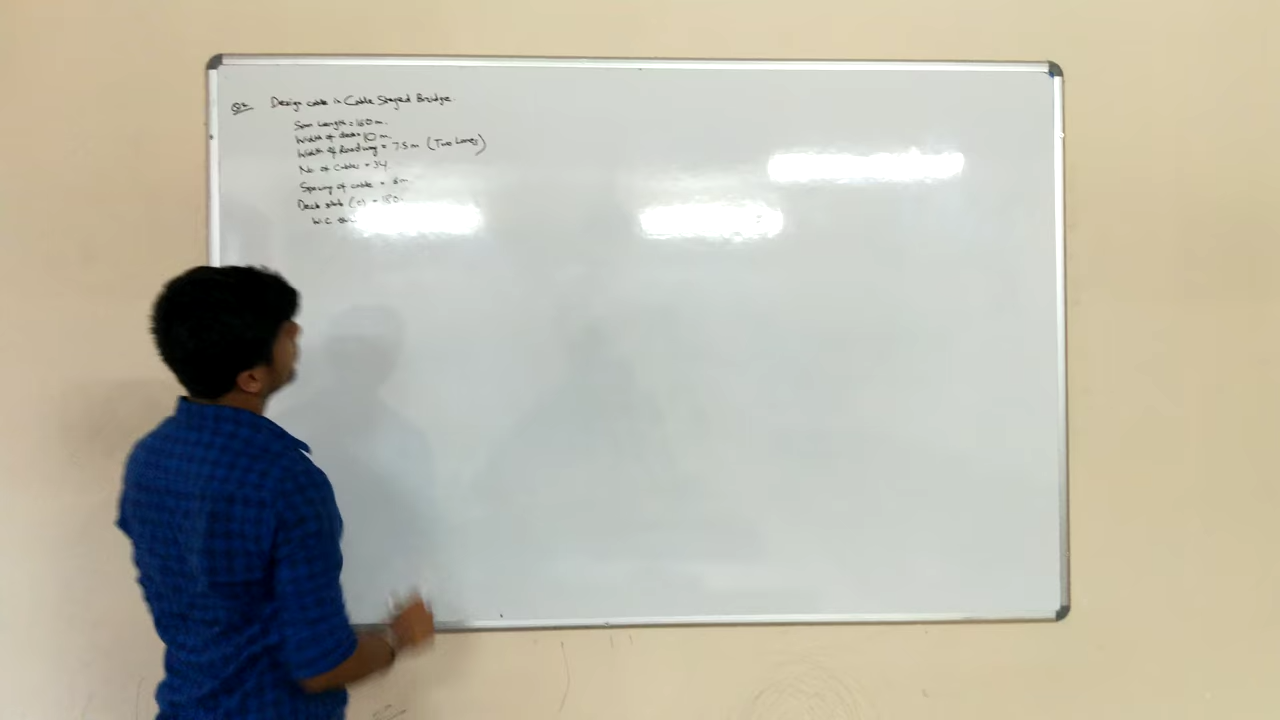 Q2. Design cable in Cable Stayed Bridge.
Span Length = 160 m.
Width of deck = 10 m.
Width of Roadway = 7.5 m (Two Lanes)
No of Cables = 34
Spacing of cable = m
Deck slab = 180.
W.C.